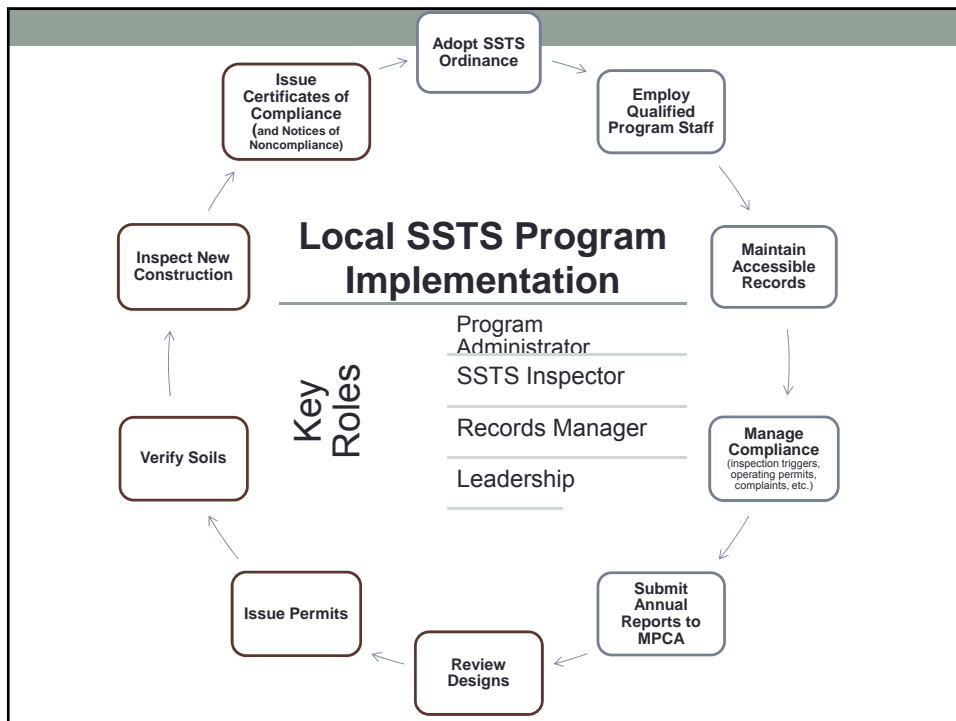 Adopt SSTS
Ordinance
Employ
Qualified
Program Staff
Maintain
Accessible
Records
Manage
Compliance
(inspection triggers,
operating permits,
complaints, etc.)
Submit
Annual
Reports to
MPCA
Review
Designs
Issue Permits
Verify Soils
Inspect New
Construction
Issue
Certificates of
Compliance
(and Notices of
Noncompliance)
Local SSTS Program
Implementation
Key
Roles
Program
Administrator
SSTS Inspector
Records Manager
Leadership